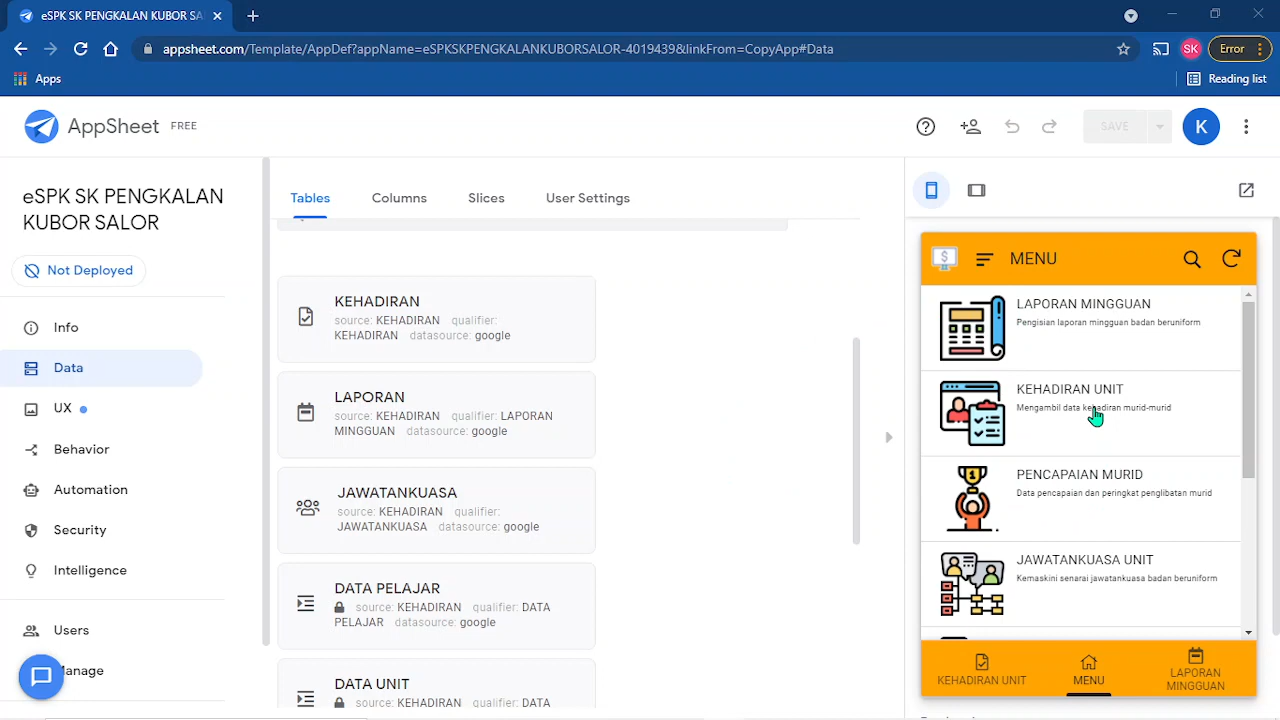 eSPK SK PENGKALAN KUBOR SA
appsheet.com/Template/AppDef?appName=eSPKSKPENGKALANKUBORSALOR-4019439&linkFrom=CopyApp#Data
SK
Error
Apps
Reading list
AppSheet FREE
SAVE
K
eSPK SK PENGKALAN
KUBOR SALOR
Not Deployed
Info
Data
UX
Behavior
Automation
Security
Intelligence
Users
Manage
Tables
Columns
Slices
User Settings
KEHADIRAN
source: KEHADIRAN qualifier:
KEHADIRAN datasource: google
LAPORAN
source: KEHADIRAN qualifier: LAPORAN
MINGGUAN datasource: google
JAWATANKUASA
source: KEHADIRAN qualifier:
JAWATANKUASA datasource: google
DATA PELAJAR
source: KEHADIRAN qualifier: DATA
PELAJAR datasource: google
DATA UNIT
source: KEHADIRAN qualifier: DATA
MENU
LAPORAN MINGGUAN
Pengisian laporan mingguan badan beruniform
KEHADIRAN UNIT
Mengambil data kehadiran murid-murid
PENCAPAIAN MURID
Data pencapaian dan peringkat penglibatan murid
JAWATANKUASA UNIT
Kemaskini senarai jawatankuasa badan beruniform
KEHADIRAN UNIT
MENU
LAPORAN
MINGGUAN